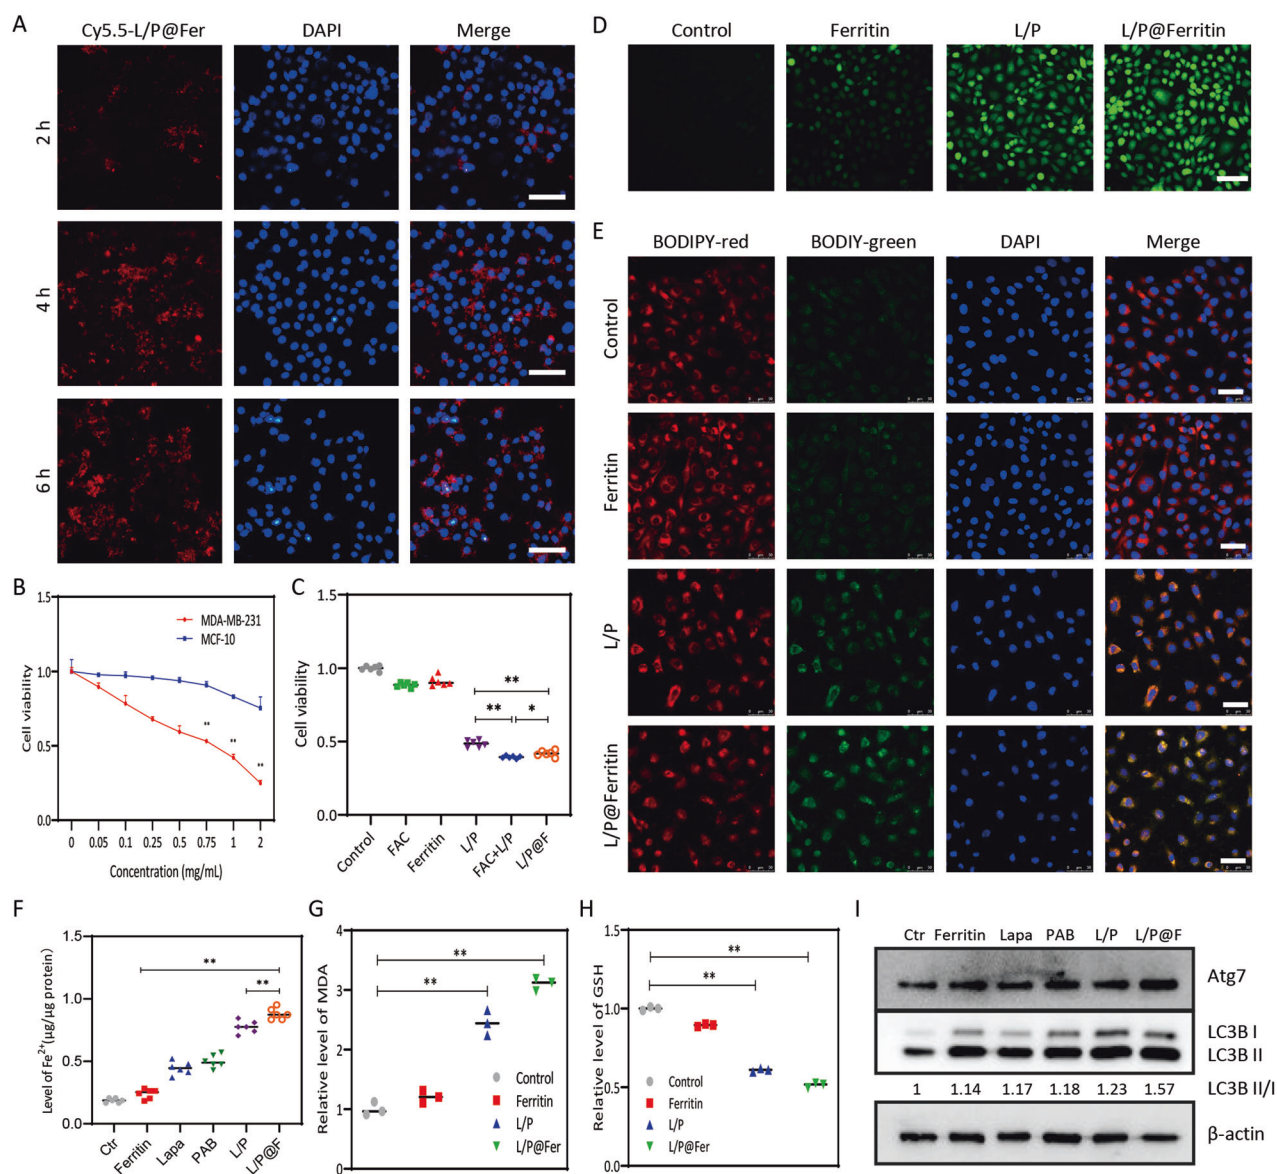 A
Cy5.5-L/P@Fer DAPI Merge
2 h
4 h
6 h
B
1.5
1.0
0.5
0.0
Cell viability
MDA-MB-231
MCF-10
**
**
**
0 0.05 0.1 0.25 0.5 0.75 1 2
Concentration (mg/mL)
C
1.5
1.0
0.5
0.0
Cell viability
**
** *
Control FAC Ferritin L/P FAC+L/P L/P@F
D
Control Ferritin L/P L/P@Ferritin
E
BODIPY-red BODIY-green DAPI Merge
Control
Ferritin
L/P
L/P@Ferritin
F
1.5
1.0
0.5
0.0
Level of Fe²⁺(µg/µg protein)
**
**
Ctr Ferritin Lapa PAB L/P L/P@F
G
4
3
2
1
0
Relative level of MDA
**
**
Control
Ferritin
L/P
L/P@Fer
H
1.5
1.0
0.5
0.0
Relative level of GSH
**
**
Control
Ferritin
L/P
L/P@Fer
I
Ctr Ferritin Lapa PAB L/P L/P@F
Atg7
LC3B I
LC3B II
1 1.14 1.17 1.18 1.23 1.57 LC3B II/I
β-actin